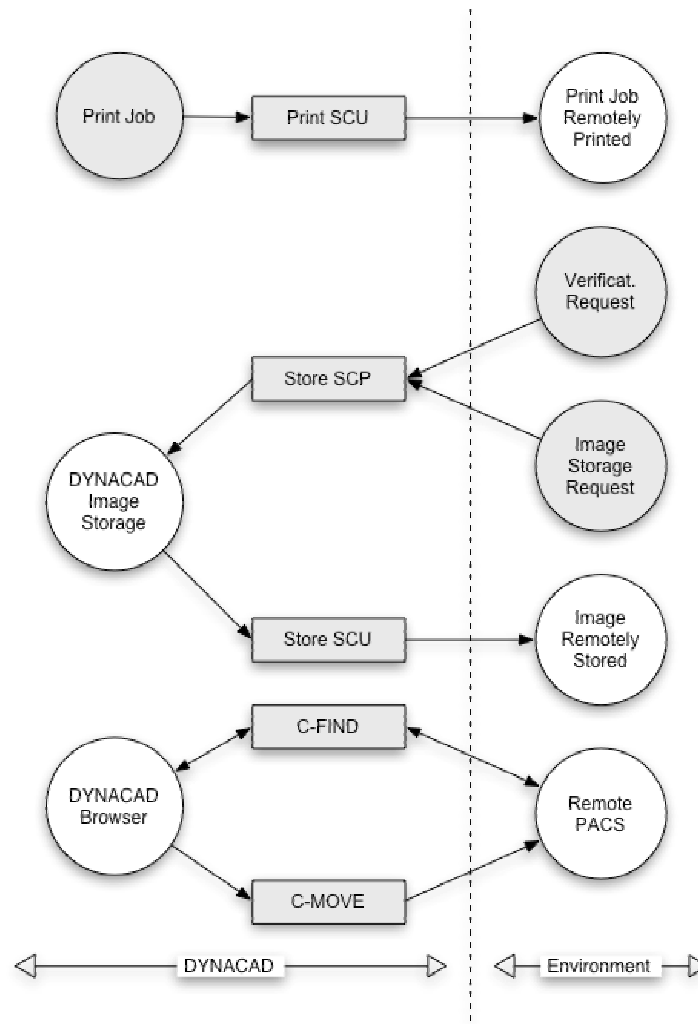 Print Job
Print SCU
Print Job
Remotely
Printed
Verificat.
Request
Store SCP
Image
Storage
Request
DYNACAD
Image
Storage
Store SCU
Image
Remotely
Stored
C-FIND
DYNACAD
Browser
Remote
PACS
C-MOVE
DYNACAD
Environment